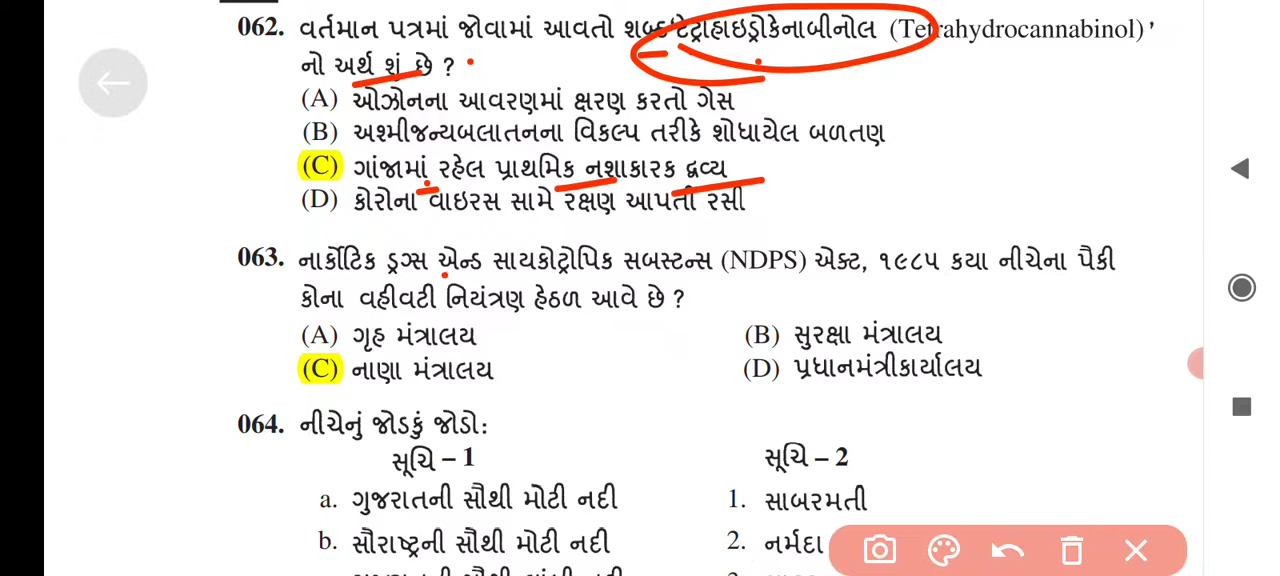 062. વર્તમાન પત્રમાં જોવામાં આવતો શબ્દ 'ટેટ્રાહાઇડ્રોકેનાબીનોલ (Tetrahydrocannabinol)'
નો અર્થ શું છે ?
(A) ઓઝોનના આવરણમાં ક્ષરણ કરતો ગેસ
(B) અશ્મીજન્યબલાતનના વિકલ્પ તરીકે શોધાયેલ બળતણ
(C) ગાંજામાં રહેલ પ્રાથમિક નશાકારક દ્રવ્ય
(D) કોરોના વાઇરસ સામે રક્ષણ આપતી રસી
063. નાર્કોટિક ડ્રગ્સ એન્ડ સાયકોટ્રોપિક સબસ્ટન્સ (NDPS) એક્ટ, ૧૯૮૫ કયા નીચેના પૈકી
કોના વહીવટી નિયંત્રણ હેઠળ આવે છે ?
(A) ગૃહ મંત્રાલય (B) સુરક્ષા મંત્રાલય
(C) નાણા મંત્રાલય (D) પ્રધાનમંત્રીકાર્યાલય
064. નીચેનું જોડકું જોડો:
સૂચિ – 1 સૂચિ – 2
a. ગુજરાતની સૌથી મોટી નદી 1. સાબરમતી
b. સૌરાષ્ટ્રની સૌથી મોટી નદી 2. નર્મદા